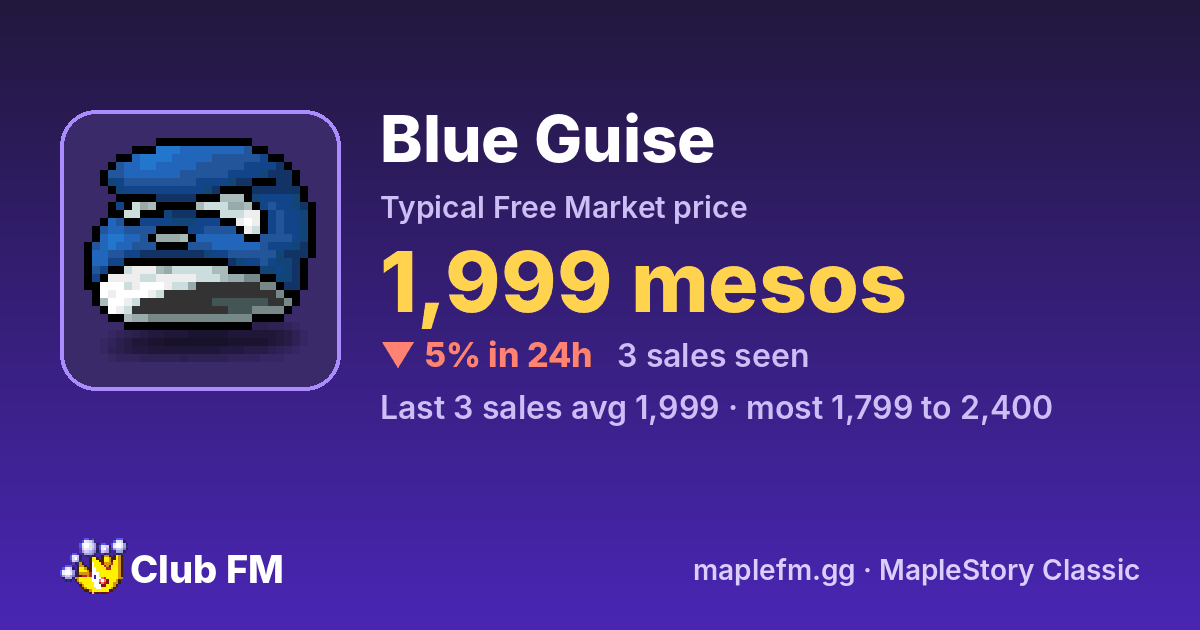 Blue Guise
Typical Free Market price
1,999 mesos
▼ 5% in 24h 3 sales seen
Last 3 sales avg 1,999 · most 1,799 to 2,400
Club FM
maplefm.gg · MapleStory Classic